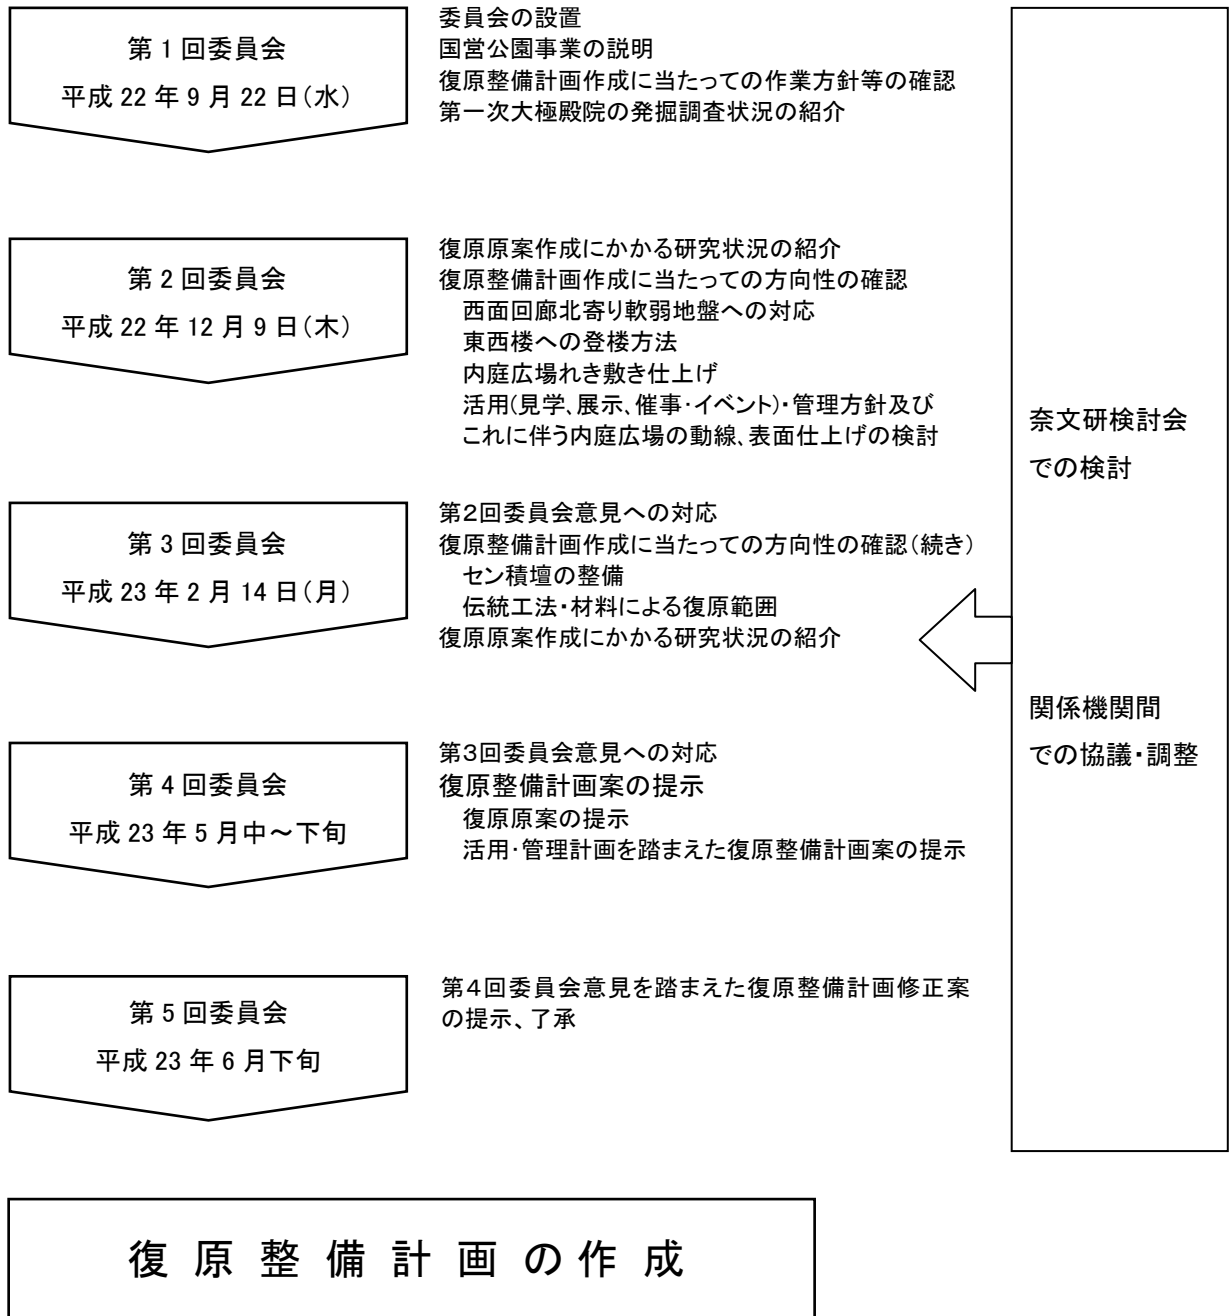 第 1 回委員会
平成 22 年 9 月 22 日(水)
委員会の設置
国営公園事業の説明
復原整備計画作成に当たっての作業方針等の確認
第一次大極殿院の発掘調査状況の紹介
第 2 回委員会
平成 22 年 12 月 9 日(木)
復原原案作成にかかる研究状況の紹介
復原整備計画作成に当たっての方向性の確認
西面回廊北寄り軟弱地盤への対応
東西楼への登楼方法
内庭広場れき敷き仕上げ
活用(見学、展示、催事・イベント)・管理方針及び
これに伴う内庭広場の動線、表面仕上げの検討
第 3 回委員会
平成 23 年 2 月 14 日(月)
第2回委員会意見への対応
復原整備計画作成に当たっての方向性の確認(続き)
セン積壇の整備
伝統工法・材料による復原範囲
復原原案作成にかかる研究状況の紹介
第 4 回委員会
平成 23 年 5 月中~下旬
第3回委員会意見への対応
復原整備計画案の提示
復原原案の提示
活用・管理計画を踏まえた復原整備計画案の提示
第 5 回委員会
平成 23 年 6 月下旬
第4回委員会意見を踏まえた復原整備計画修正案
の提示、了承
奈文研検討会
での検討
関係機関間
での協議・調整
復 原 整 備 計 画 の 作 成